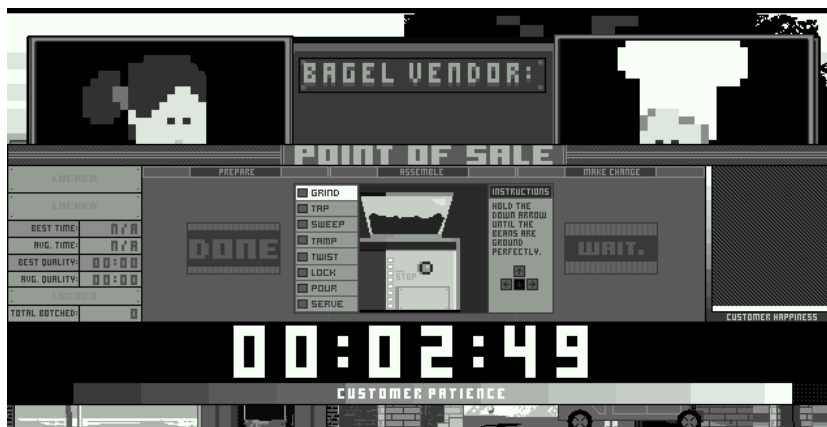 BAGEL VENDOR:
POINT OF SALE
PREPARE
ASSEMBLE
MAKE CHANGE
LOCKED
LOCKED
BEST TIME: N/A
AVG. TIME: N/A
BEST QUALITY: 00:00
AVG. QUALITY: 00:00
LOCKED
TOTAL BOTCHED: 0
DONE
GRIND
TAP
SWEEP
TAMP
TWIST
LOCK
POUR
SERVE
STOP
INSTRUCTIONS
HOLD THE
DOWN ARROW
UNTIL THE
BEANS ARE
GROUND
PERFECTLY.
WAIT.
CUSTOMER HAPPINESS
00:02:49
CUSTOMER PATIENCE